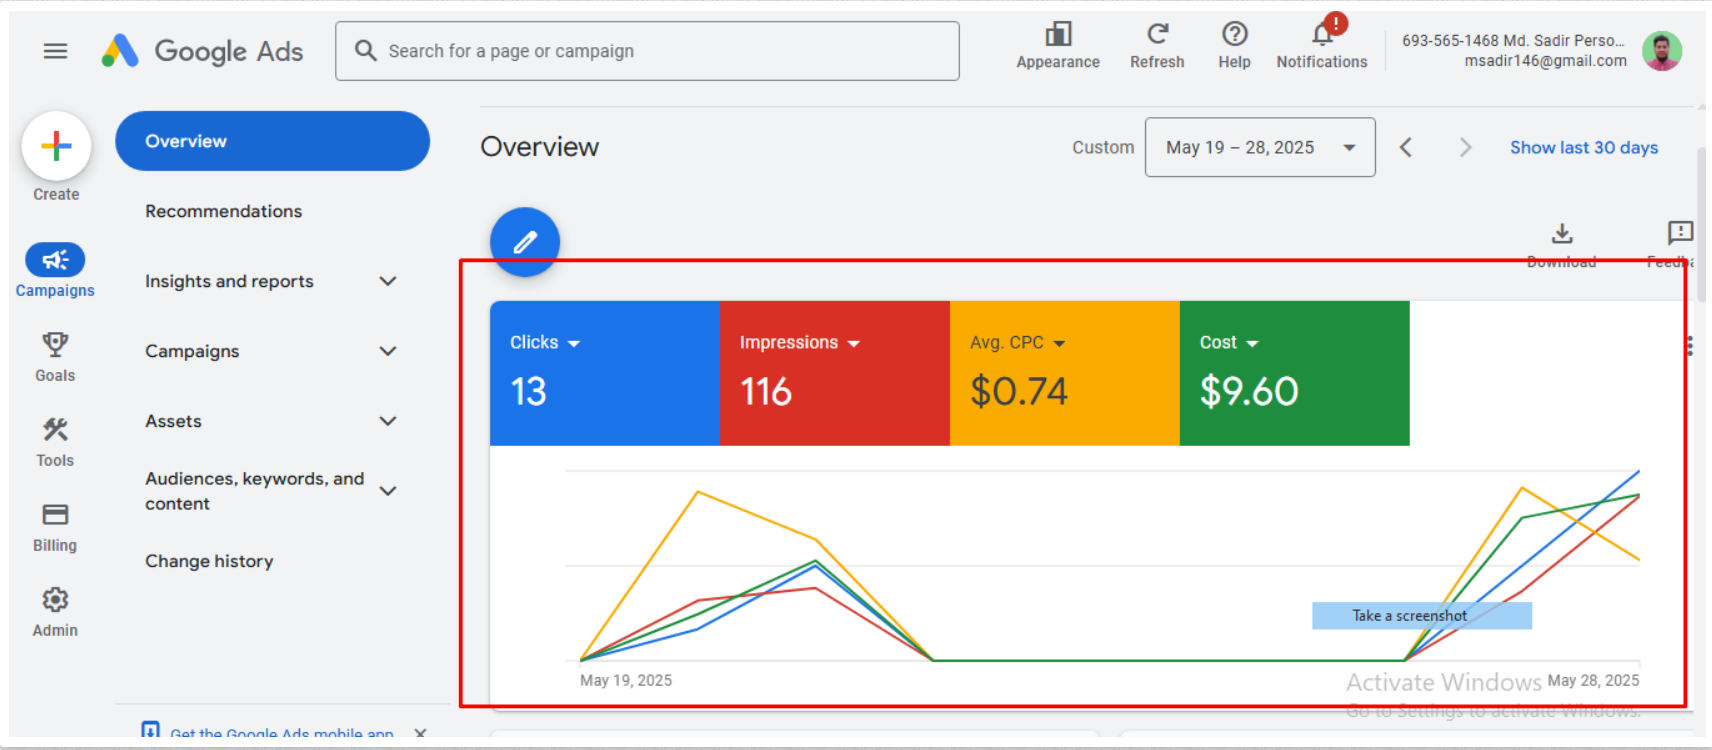 Google Ads
Search for a page or campaign
Appearance
Refresh
Help
!
Notifications
693-565-1468 Md. Sadir Perso...
msadir146@gmail.com
Create
Campaigns
Goals
Tools
Billing
Admin
Overview
Recommendations
Insights and reports
Campaigns
Assets
Audiences, keywords, and
content
Change history
Get the Google Ads mobile app
Overview
Custom
May 19 – 28, 2025
Show last 30 days
Download
Feedba
Clicks
13
Impressions
116
Avg. CPC
$0.74
Cost
$9.60
Take a screenshot
May 19, 2025
May 28, 2025
Activate Windows
Go to Settings to activate Windows.